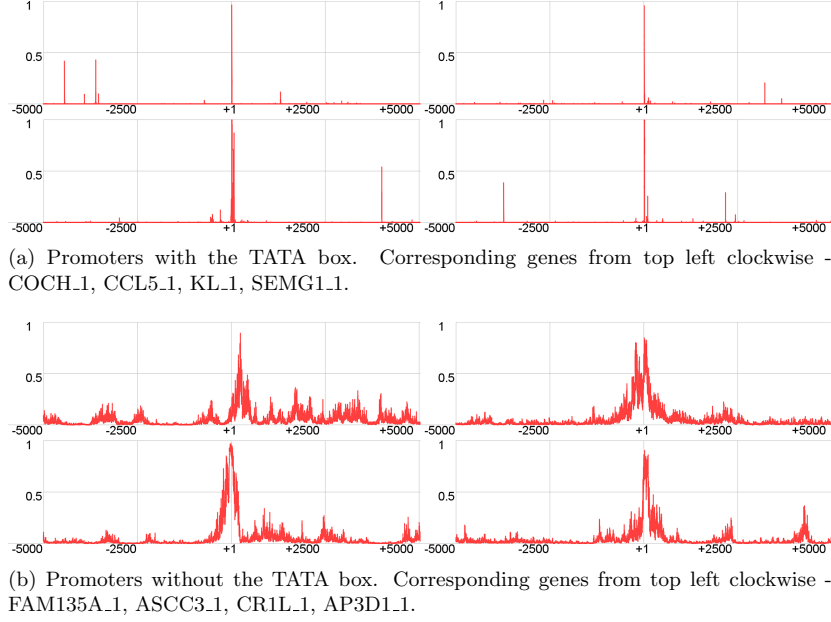 1
1
0.5
0.5
-5000 -2500 +1 +2500 +5000
-5000 -2500 +1 +2500 +5000
1
1
0.5
0.5
-5000 -2500 +1 +2500 +5000
-5000 -2500 +1 +2500 +5000
(a) Promoters with the TATA box. Corresponding genes from top left clockwise -
COCH_1, CCL5_1, KL_1, SEMG1_1.
1
1
0.5
0.5
-5000 -2500 +1 +2500 +5000
-5000 -2500 +1 +2500 +5000
1
1
0.5
0.5
-5000 -2500 +1 +2500 +5000
-5000 -2500 +1 +2500 +5000
(b) Promoters without the TATA box. Corresponding genes from top left clockwise -
FAM135A_1, ASCC3_1, CR1L_1, AP3D1_1.